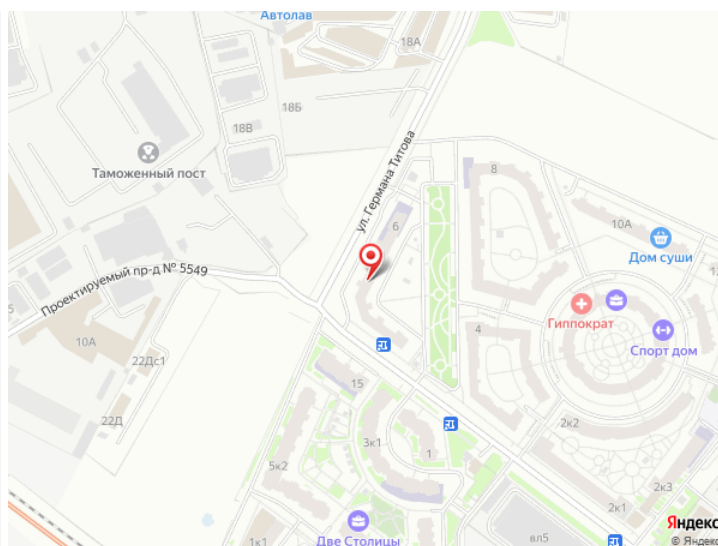 Автолав
18А
18Б
18В
ул. Германа Титова
Таможенный пост
8
6
10А
Дом суши
Проектируемый пр-д № 5549
Гиппократ
4
Спорт дом
10А
22Дс1
15
22Д
2к2
3к1
1
5к2
2к3
2к1
вл5
1к1
Две Столицы
Яндекс
© Яндекс